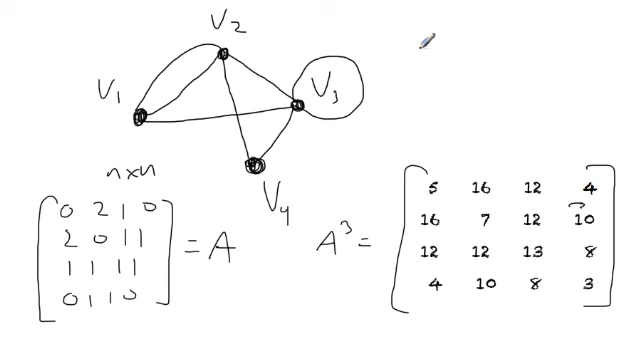 V2
V1
V3
V4
n×n
0 2 1 0
2 0 1 1
1 1 1 1
0 1 1 0
= A
A³ =
5 16 12 4
16 7 12 10
12 12 13 8
4 10 8 3